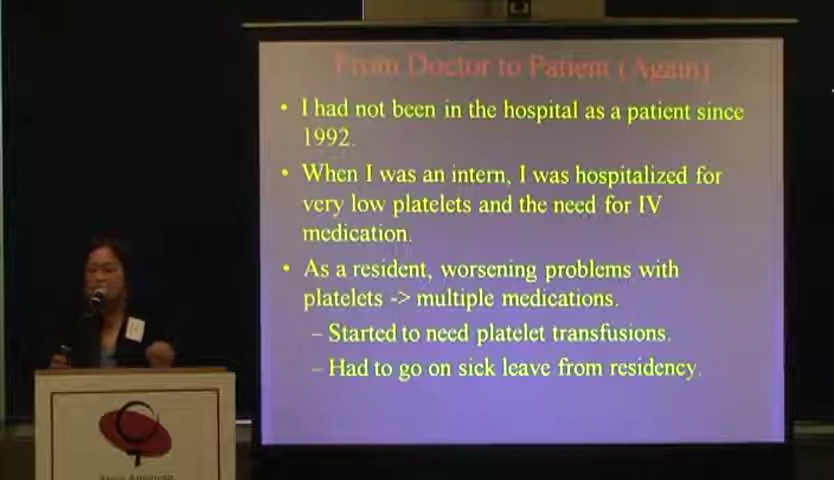 From Doctor to Patient (Again)
• I had not been in the hospital as a patient since
1992.
• When I was an intern, I was hospitalized for
very low platelets and the need for IV
medication.
• As a resident, worsening problems with
platelets -> multiple medications.
– Started to need platelet transfusions.
– Had to go on sick leave from residency.
Asian American